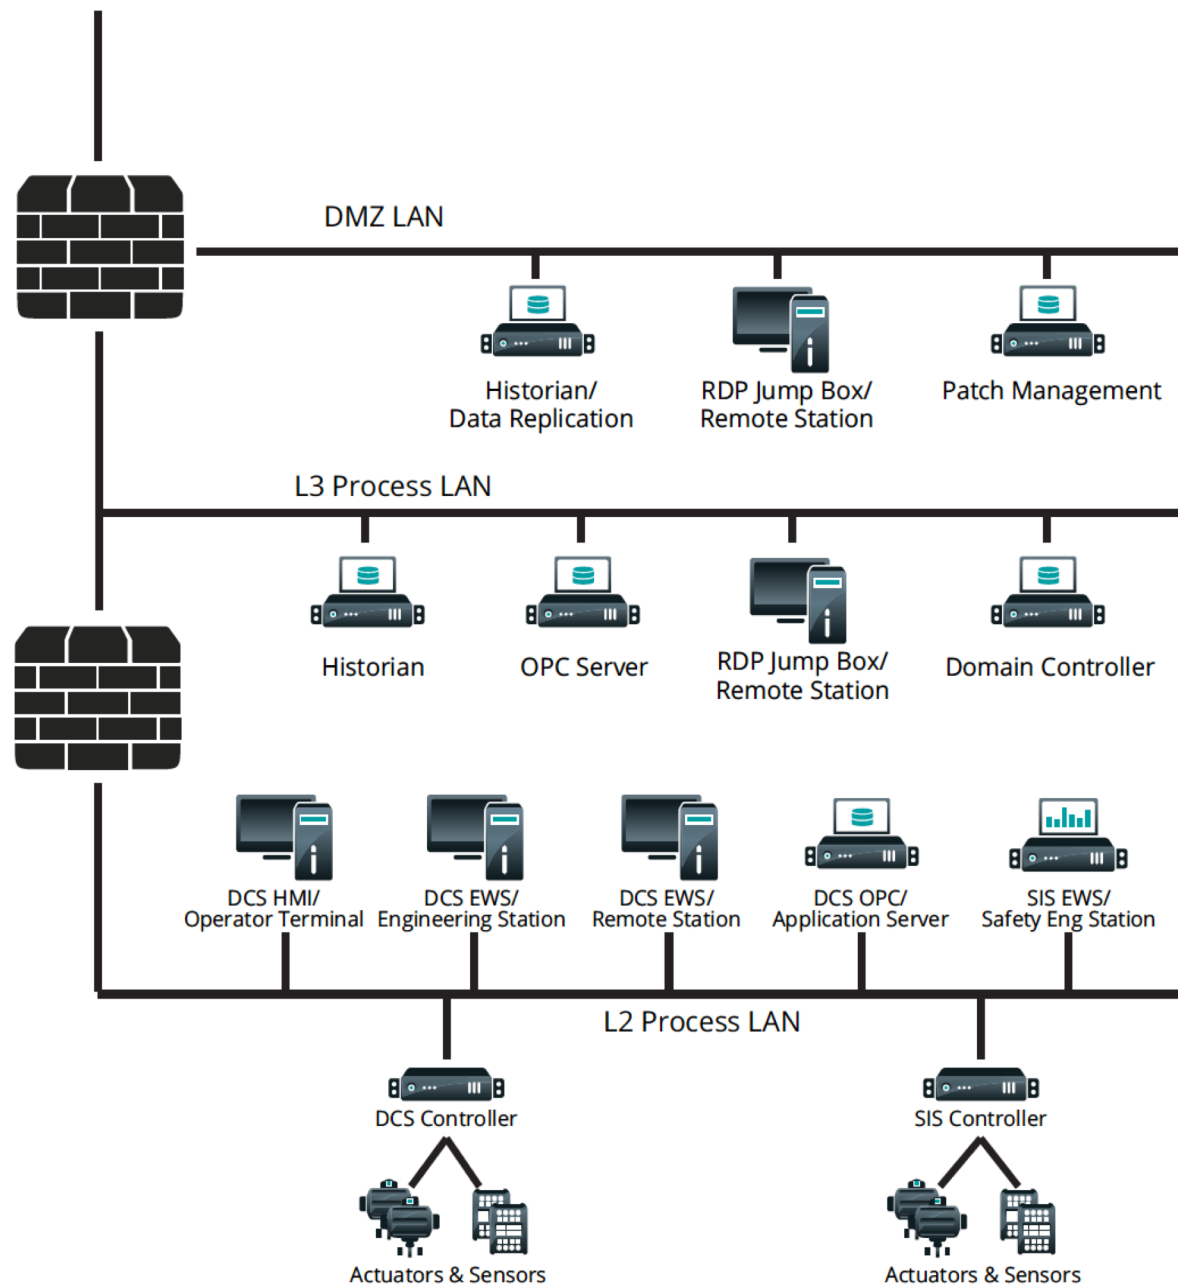 DMZ LAN
Historian/
Data Replication
RDP Jump Box/
Remote Station
Patch Management
L3 Process LAN
Historian
OPC Server
RDP Jump Box/
Remote Station
Domain Controller
DCS HMI/
Operator Terminal
DCS EWS/
Engineering Station
DCS EWS/
Remote Station
DCS OPC/
Application Server
SIS EWS/
Safety Eng Station
L2 Process LAN
DCS Controller
SIS Controller
Actuators & Sensors
Actuators & Sensors